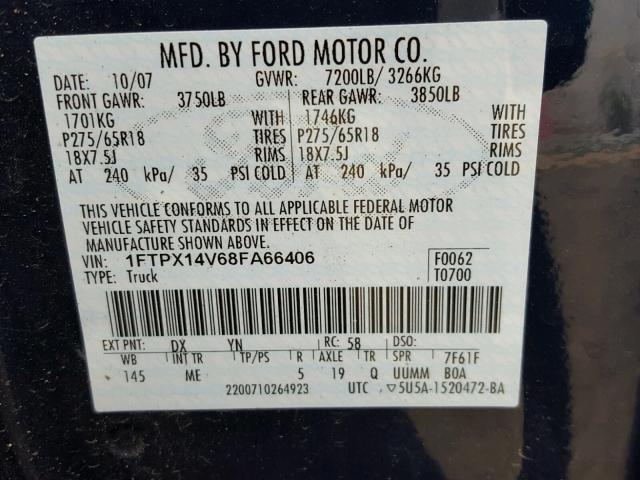 MFD. BY FORD MOTOR CO.
DATE: 10/07 GVWR: 7200LB/ 3266KG
FRONT GAWR: 3750LB REAR GAWR: 3850LB
1701KG WITH 1746KG WITH
P275/65R18 TIRES P275/65R18 TIRES
18X7.5J RIMS 18X7.5J RIMS
AT 240 kPa/ 35 PSI COLD AT 240 kPa/ 35 PSI COLD
THIS VEHICLE CONFORMS TO ALL APPLICABLE FEDERAL MOTOR
VEHICLE SAFETY STANDARDS IN EFFECT ON THE DATE OF
MANUFACTURE SHOWN ABOVE.
VIN: 1FTPX14V68FA66406 F0062
TYPE: Truck T0700
EXT PNT: DX YN RC: 58 DSO:
WB INT TR TP/PS R AXLE TR SPR 7F61F
145 ME 5 19 Q UUMM BOA
2200710264923 UTC ▽5U5A-1520472-BA